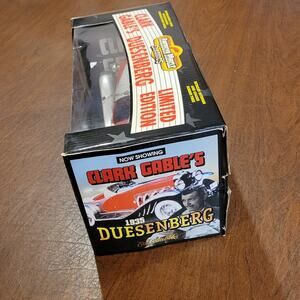 LIMITED
EDITION
CLARK
GABLE'S DUESENBERG
NOW SHOWING
CLARK GABLE'S
1935
DUESENBERG